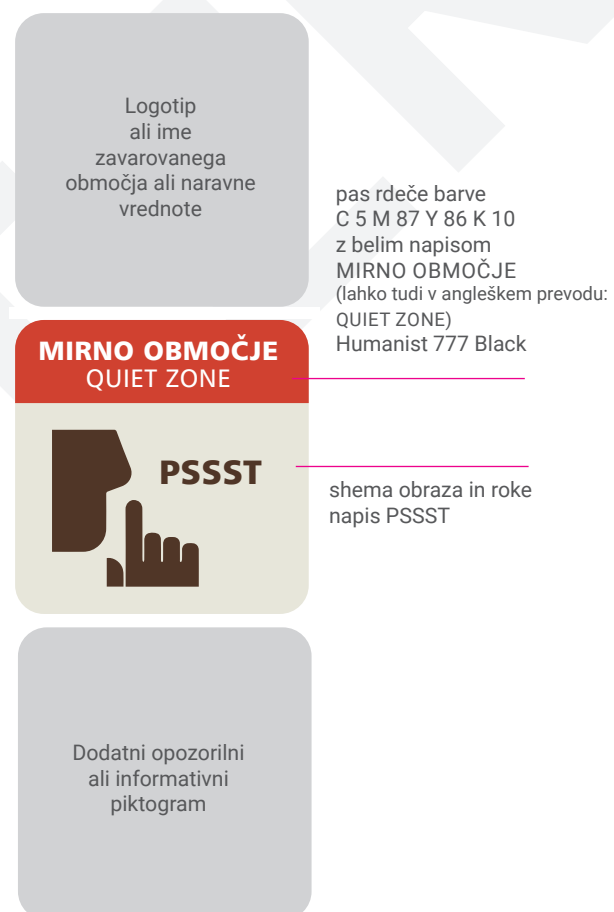 Logotip
ali ime
zavarovanega
območja ali naravne
vrednote
pas rdeče barve
C 5 M 87 Y 86 K 10
z belim napisom
MIRNO OBMOČJE
(lahko tudi v angleškem prevodu:
QUIET ZONE)
Humanist 777 Black
MIRNO OBMOČJE
QUIET ZONE
PSSST
shema obraza in roke
napis PSSST
Dodatni opozorilni
ali informativni
piktogram